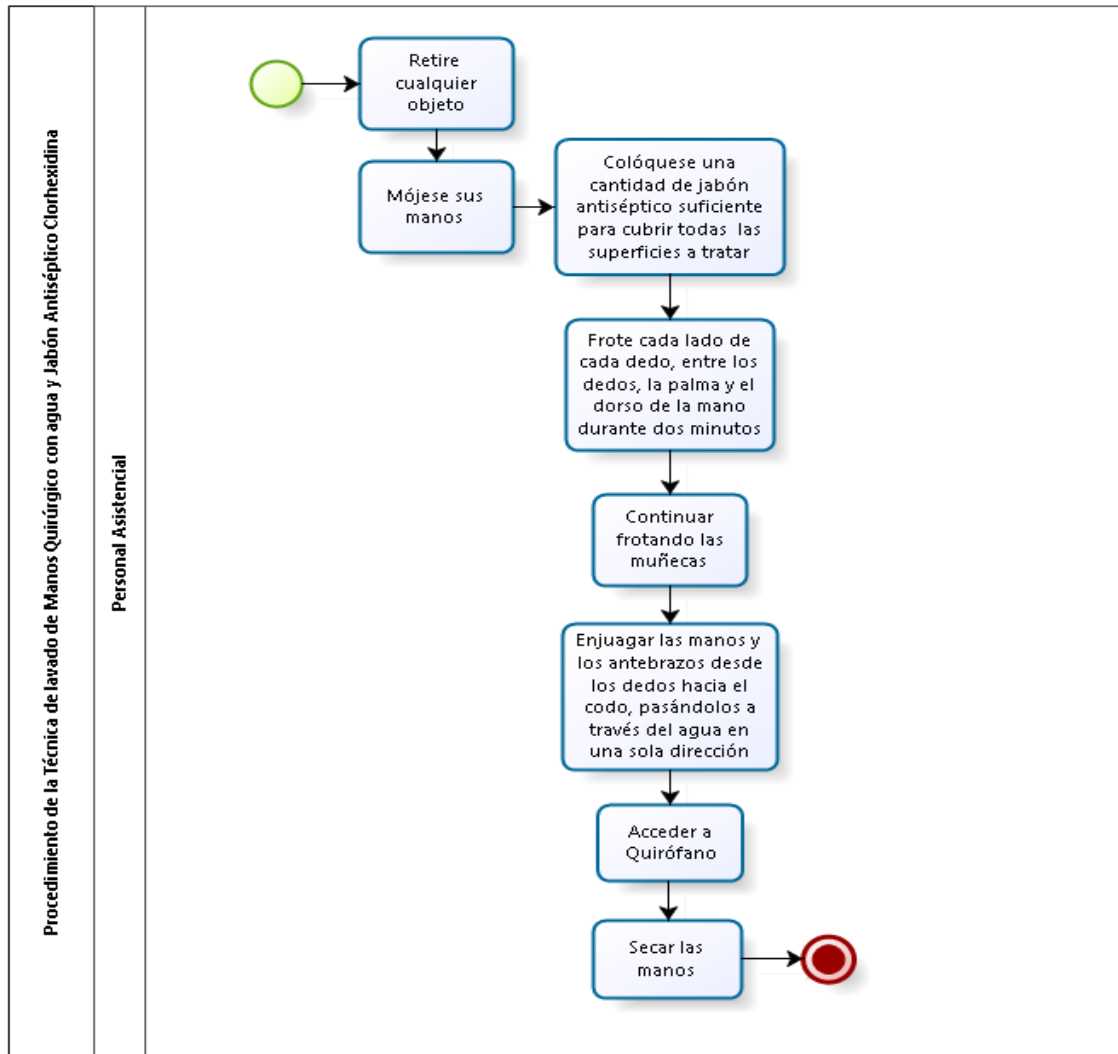 Procedimiento de la Técnica de lavado de Manos Quirúrgico con agua y Jabón Antiséptico Clorhexidina
Personal Asistencial
Retire
cualquier
objeto
Mójese sus
manos
Colóquese una
cantidad de jabón
antiséptico suficiente
para cubrir todas las
superficies a tratar
Frote cada lado de
cada dedo, entre los
dedos, la palma y el
dorso de la mano
durante dos minutos
Continuar
frotando las
muñecas
Enjuagar las manos y
los antebrazos desde
los dedos hacia el
codo, pasándolos a
través del agua en
una sola dirección
Acceder a
Quirófano
Secar las
manos